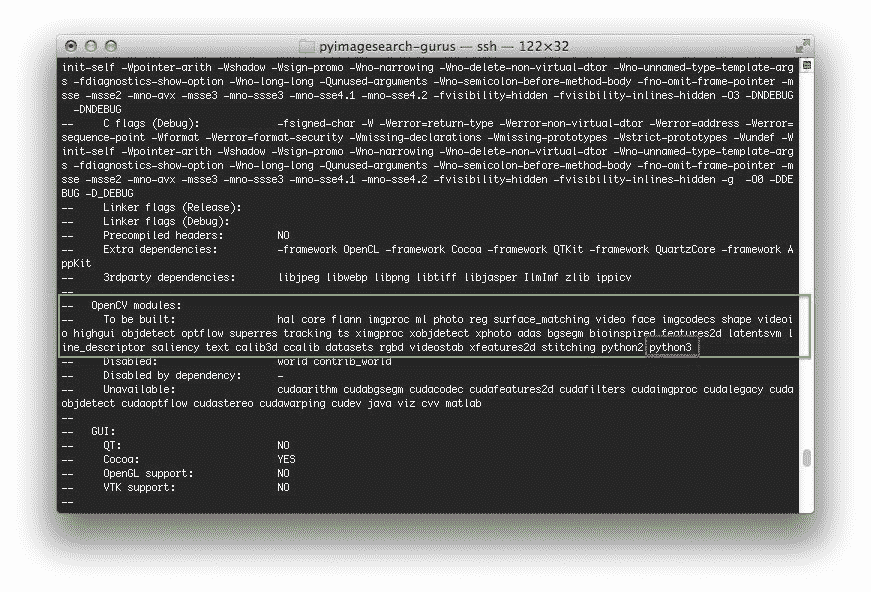 pyimagesearch-gurus — ssh — 122×32
init-self -Wpointer-arith -Wshadow -Wsign-promo -Wno-narrowing -Wno-delete-non-virtual-dtor -Wno-unnamed-type-template-arg
s -fdiagnostics-show-option -Wno-long-long -Qunused-arguments -Wno-semicolon-before-method-body -fno-omit-frame-pointer -m
sse -msse2 -mno-avx -msse3 -mno-ssse3 -mno-sse4.1 -mno-sse4.2 -fvisibility=hidden -fvisibility-inlines-hidden -O3 -DNDEBUG
 -DNDEBUG
--     C flags (Debug):             -fsigned-char -W -Werror=return-type -Werror=non-virtual-dtor -Werror=address -Werror=
sequence-point -Wformat -Werror=format-security -Wmissing-declarations -Wmissing-prototypes -Wstrict-prototypes -Wundef -W
init-self -Wpointer-arith -Wshadow -Wsign-promo -Wno-narrowing -Wno-delete-non-virtual-dtor -Wno-unnamed-type-template-arg
s -fdiagnostics-show-option -Wno-long-long -Qunused-arguments -Wno-semicolon-before-method-body -fno-omit-frame-pointer -m
sse -msse2 -mno-avx -msse3 -mno-ssse3 -mno-sse4.1 -mno-sse4.2 -fvisibility=hidden -fvisibility-inlines-hidden -g  -O0 -DDE
BUG -D_DEBUG
--     Linker flags (Release):
--     Linker flags (Debug):
--     Precompiled headers:         NO
--     Extra dependencies:          -framework OpenCL -framework Cocoa -framework QTKit -framework QuartzCore -framework A
ppKit
--     3rdparty dependencies:       libjpeg libwebp libpng libtiff libjasper IlmImf zlib ippicv
--
--   OpenCV modules:
--     To be built:                 hal core flann imgproc ml photo reg surface_matching video face imgcodecs shape videoi
o highgui objdetect optflow superres tracking ts ximgproc xobjdetect xphoto adas bgsegm bioinspired features2d latentsvm l
ine_descriptor saliency text calib3d ccalib datasets rgbd videostab xfeatures2d stitching python2 python3
--     Disabled:                    world contrib_world
--     Disabled by dependency:      -
--     Unavailable:                 cudaarithm cudabgsegm cudacodec cudafeatures2d cudafilters cudaimgproc cudalegacy cuda
objdetect cudaoptflow cudastereo cudawarping cudev java viz cvv matlab
--
--   GUI:
--     QT:                          NO
--     Cocoa:                       YES
--     OpenGL support:              NO
--     VTK support:                 NO
--